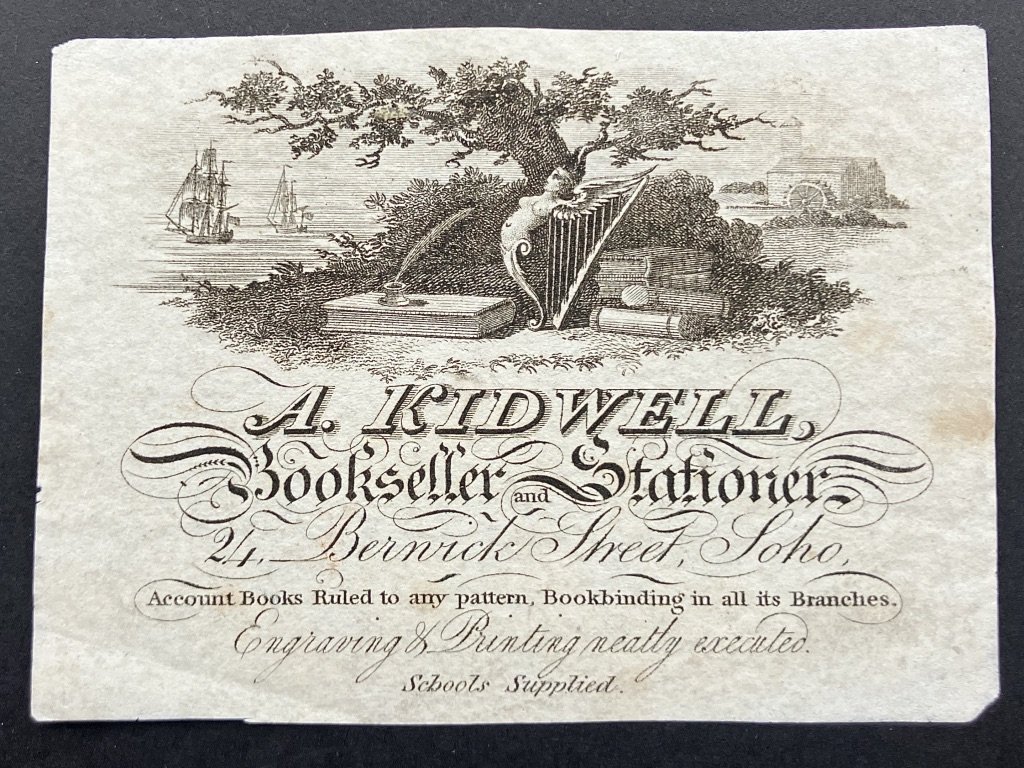 A. KIDWELL,
Bookseller and Stationer
24, Berwick Street, Soho,
Account Books Ruled to any pattern, Bookbinding in all its Branches.
Engraving & Printing neatly executed.
Schools Supplied.